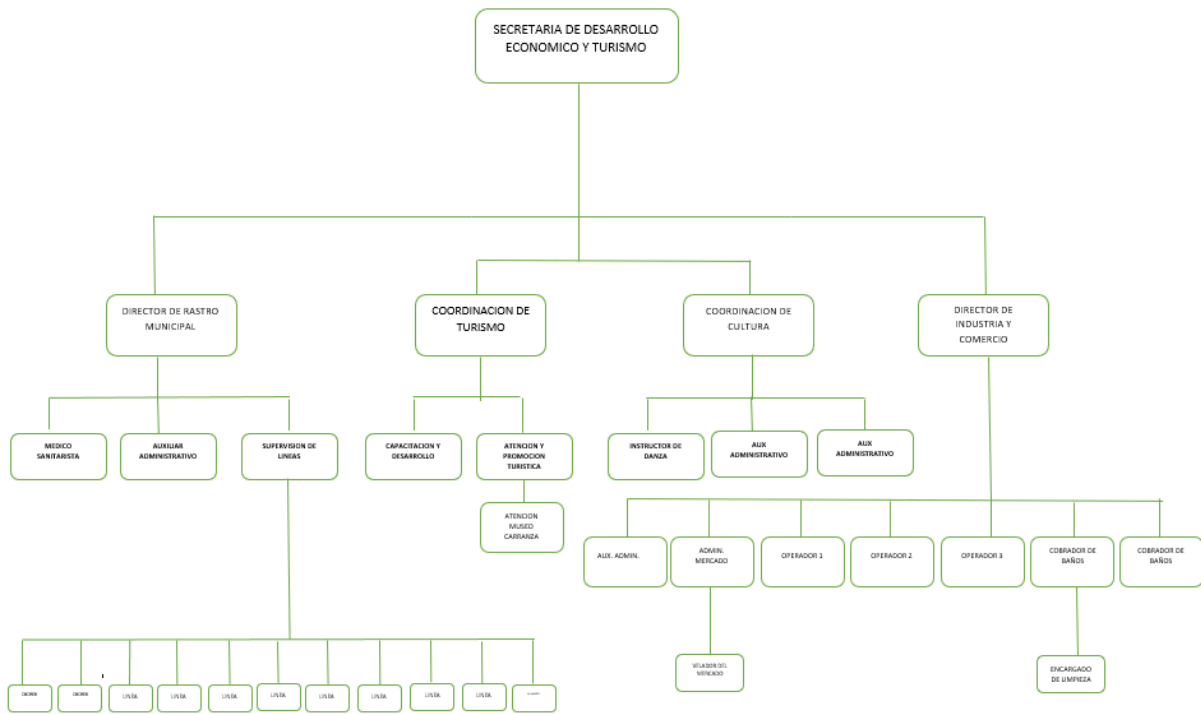 SECRETARIA DE DESARROLLO
ECONOMICO Y TURISMO
DIRECTOR DE RASTRO
MUNICIPAL
COORDINACION DE
TURISMO
COORDINACION DE
CULTURA
DIRECTOR DE
INDUSTRIA Y
COMERCIO
MEDICO
SANITARISTA
AUXILIAR
ADMINISTRATIVO
SUPERVISION DE
LINEAS
CAPACITACION Y
DESARROLLO
ATENCION Y
PROMOCION
TURISTICA
INSTRUCTOR DE
DANZA
AUX
ADMINISTRATIVO
AUX
ADMINISTRATIVO
ATENCION
MUSEO
CARRANZA
AUX. ADMIN.
ADMIN.
MERCADO
OPERADOR 1
OPERADOR 2
OPERADOR 3
COBRADOR DE
BAÑOS
COBRADOR DE
BAÑOS
VELADOR DEL
MERCADO
ENCARGADO
DE LIMPIEZA
LINEA
LINEA
LINEA
LINEA
LINEA
LINEA
LINEA
LINEA